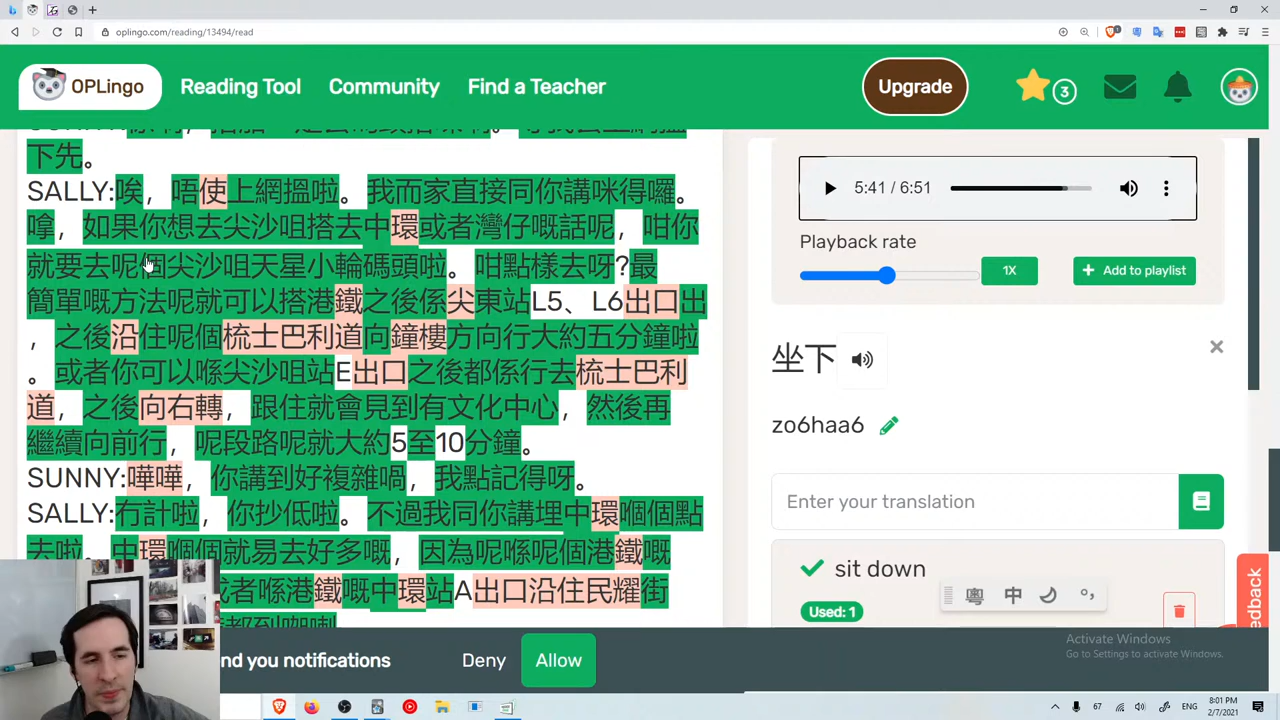 oplingo.com/reading/13494/read
OPLingo
Reading Tool
Community
Find a Teacher
Upgrade
3
下先。
SALLY:唉，唔使上網搵啦。我而家直接同你講咪得囉。
嗱，如果你想去尖沙咀搭去中環或者灣仔嘅話呢，咁你
就要去呢個尖沙咀天星小輪碼頭啦。咁點樣去呀?最
簡單嘅方法呢就可以搭港鐵之後係尖東站L5、L6出口出
，之後沿住呢個梳士巴利道向鐘樓方向行大約五分鐘啦
。或者你可以喺尖沙咀站E出口之後都係行去梳士巴利
道，之後向右轉，跟住就會見到有文化中心，然後再
繼續向前行，呢段路呢就大約5至10分鐘。
SUNNY:嘩嘩，你講到好複雜喎，我點記得呀。
SALLY:冇計啦，你抄低啦。不過我同你講埋中環嗰個點
去啦。中環嗰個就易去好多嘅，因為呢喺呢個港鐵嘅
或者喺港鐵嘅中環站A出口沿住民耀街
5:41 / 6:51
Playback rate
1X
+ Add to playlist
坐下
zo6haa6
Enter your translation
sit down
Used: 1
粵 中
edback
nd you notifications
Deny
Allow
Activate Windows
Go to Settings to activate Windows.
67
ENG
8:01 PM
2/7/2021